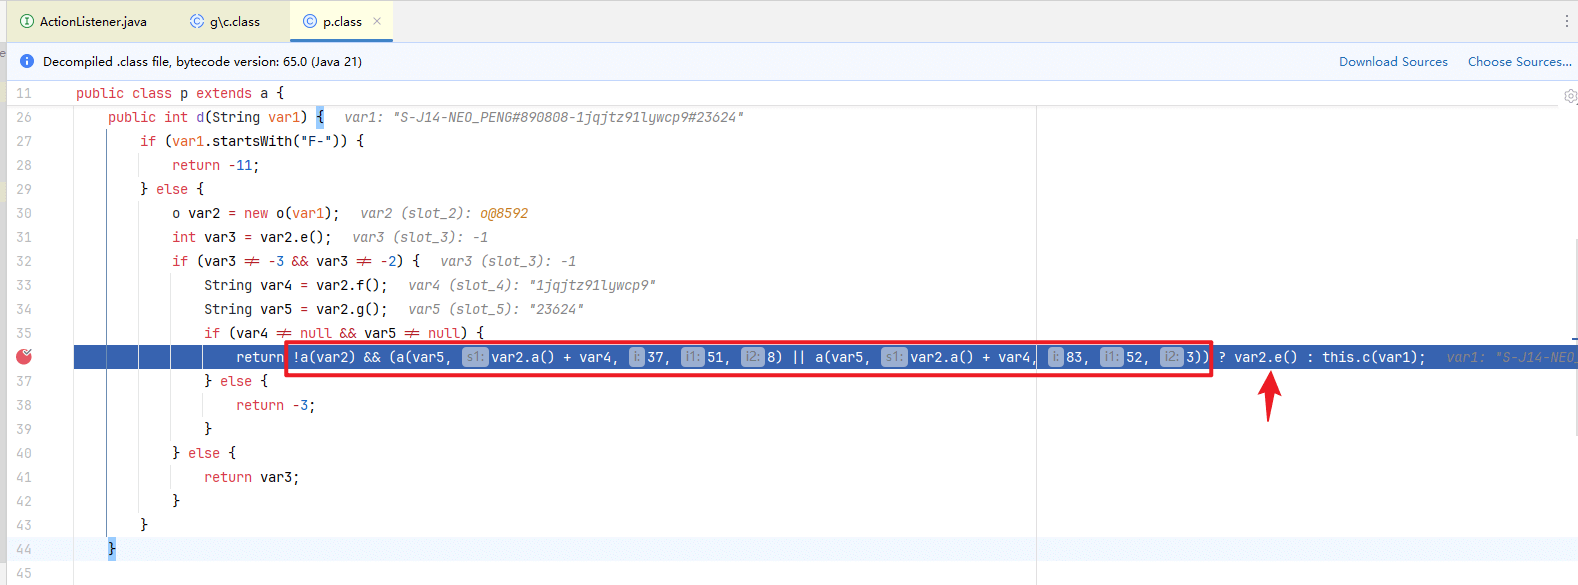 ActionListener.java g\c.class p.class
Decompiled .class file, bytecode version: 65.0 (Java 21) Download Sources Choose Sources...
11 public class p extends a {
26 public int d(String var1) { var1: "S-J14-NEO_PENG#890808-1jqjtz91lywcp9#23624"
27 if (var1.startsWith("F-")) {
28 return -11;
29 } else {
30 o var2 = new o(var1); var2 (slot_2): o@8592
31 int var3 = var2.e(); var3 (slot_3): -1
32 if (var3 ≠ -3 && var3 ≠ -2) { var3 (slot_3): -1
33 String var4 = var2.f(); var4 (slot_4): "1jqjtz91lywcp9"
34 String var5 = var2.g(); var5 (slot_5): "23624"
35 if (var4 ≠ null && var5 ≠ null) {
return !a(var2) && (a(var5, s1: var2.a() + var4, i: 37, i1: 51, i2: 8) || a(var5, s1: var2.a() + var4, i: 83, i1: 52, i2: 3)) ? var2.e() : this.c(var1); var1: "S-J14-NEO_
37 } else {
38 return -3;
39 }
40 } else {
41 return var3;
42 }
43 }
44 }
45